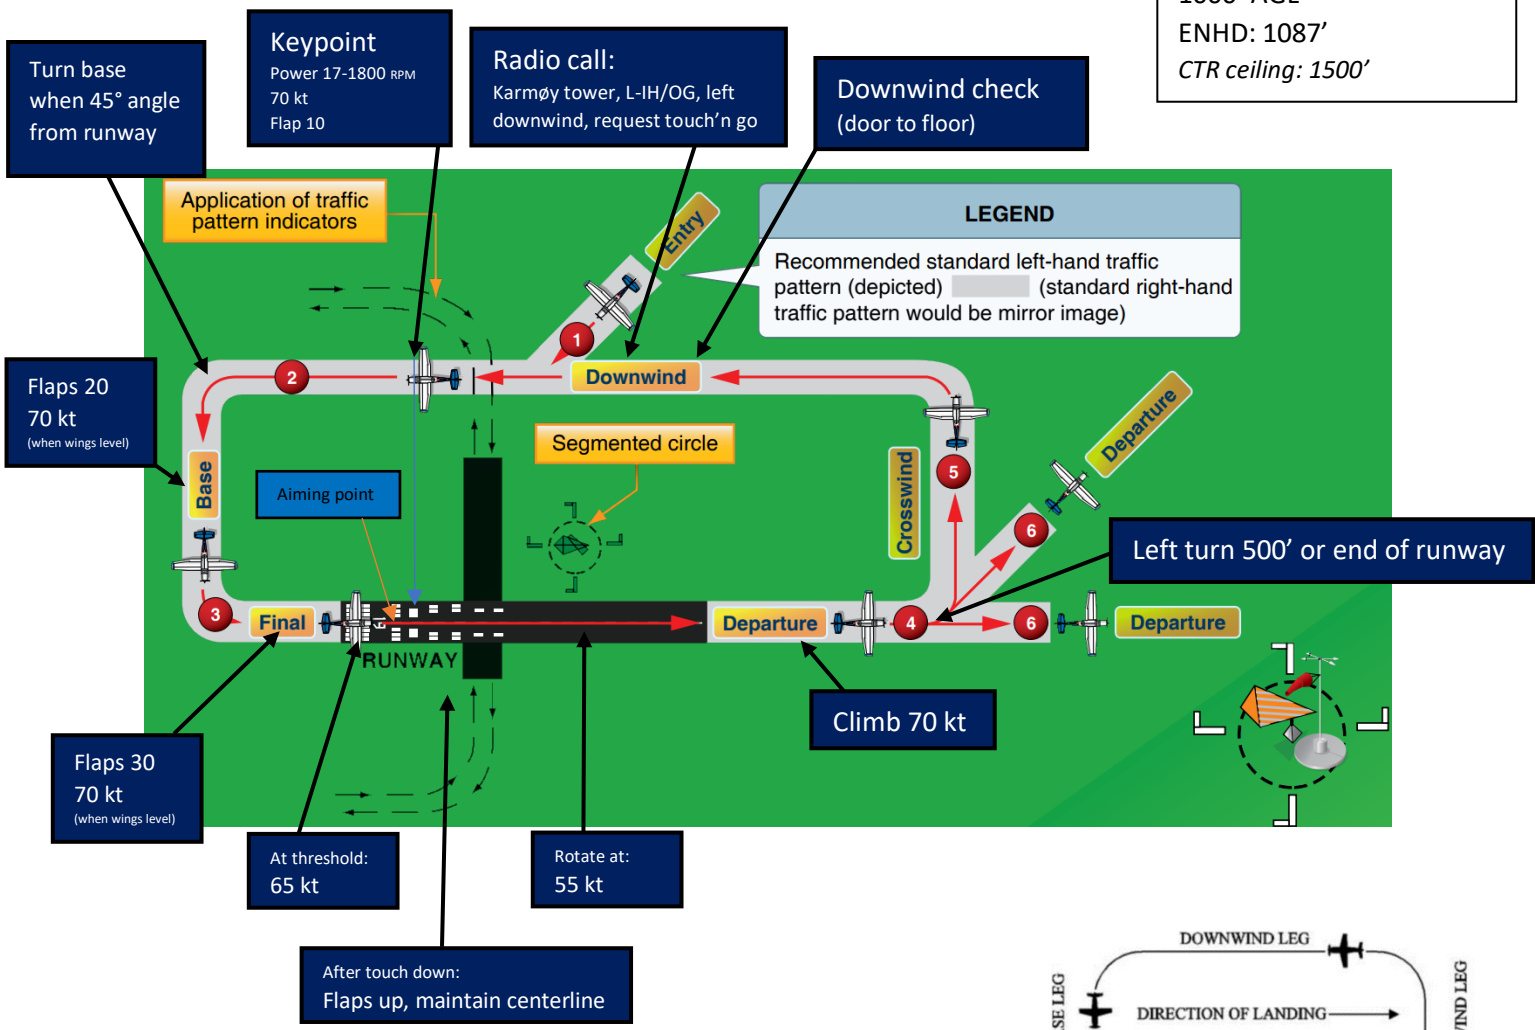 1000' AGL
ENHD: 1087'
CTR ceiling: 1500'
Turn base
when 45° angle
from runway
Keypoint
Power 17-1800 RPM
70 kt
Flap 10
Radio call:
Karmøy tower, L-IH/OG, left
downwind, request touch'n go
Downwind check
(door to floor)
Application of traffic
pattern indicators
Entry
LEGEND
Recommended standard left-hand traffic
pattern (depicted) (standard right-hand
traffic pattern would be mirror image)
1
2
Downwind
Flaps 20
70 kt
(when wings level)
Base
Aiming point
Segmented circle
Crosswind
5
Departure
6
Left turn 500' or end of runway
3
Final
RUNWAY
Departure
4
6
Departure
Climb 70 kt
Flaps 30
70 kt
(when wings level)
At threshold:
65 kt
Rotate at:
55 kt
After touch down:
Flaps up, maintain centerline
DOWNWIND LEG
SE LEG
DIRECTION OF LANDING
WIND LEG